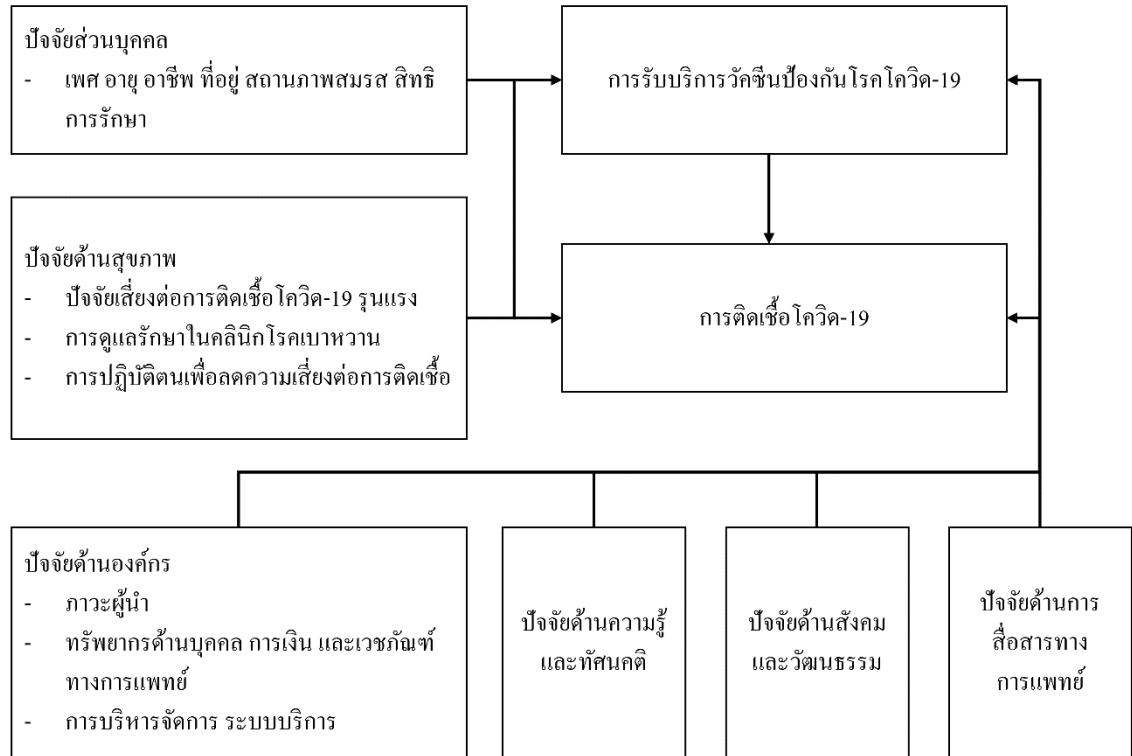 ปัจจัยส่วนบุคคล
- เพศ อายุ อาชีพ ที่อยู่ สถานภาพสมรส สิทธิ
การรักษา
การรับบริการวัคซีนป้องกันโรคโควิด-19
ปัจจัยด้านสุขภาพ
- ปัจจัยเสี่ยงต่อการติดเชื้อโควิด-19 รุนแรง
- การดูแลรักษาในคลินิกโรคเบาหวาน
- การปฏิบัติตนเพื่อลดความเสี่ยงต่อการติดเชื้อ
การติดเชื้อโควิด-19
ปัจจัยด้านองค์กร
- ภาวะผู้นำ
- ทรัพยากรด้านบุคคล การเงิน และเวชภัณฑ์
ทางการแพทย์
- การบริหารจัดการ ระบบบริการ
ปัจจัยด้านความรู้
และทัศนคติ
ปัจจัยด้านสังคม
และวัฒนธรรม
ปัจจัยด้านการ
สื่อสารทาง
การแพทย์